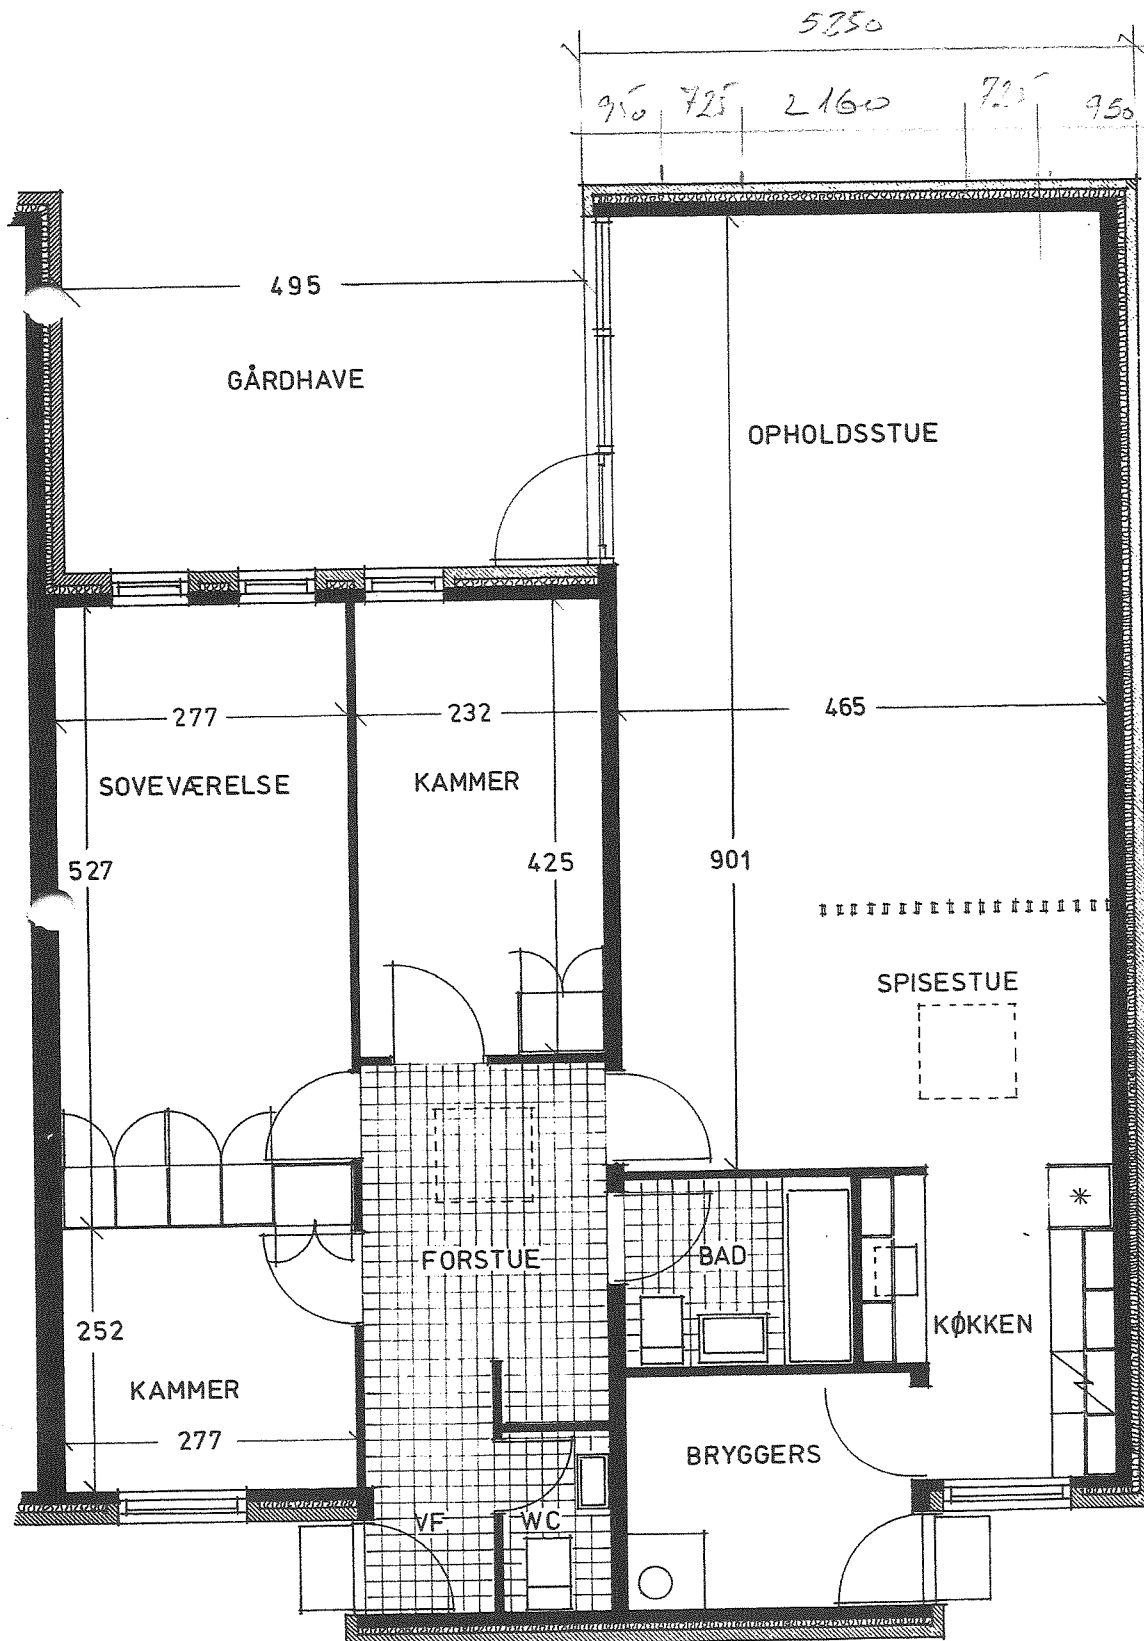 5250
950 725 2160 725 950
495
GÅRDHAVE
OPHOLDSSTUE
277 232 465
SOVEVÆRELSE KAMMER
527 425 901
SPISESTUE
FORSTUE BAD
252 KØKKEN
KAMMER
277 BRYGGERS
VF WC